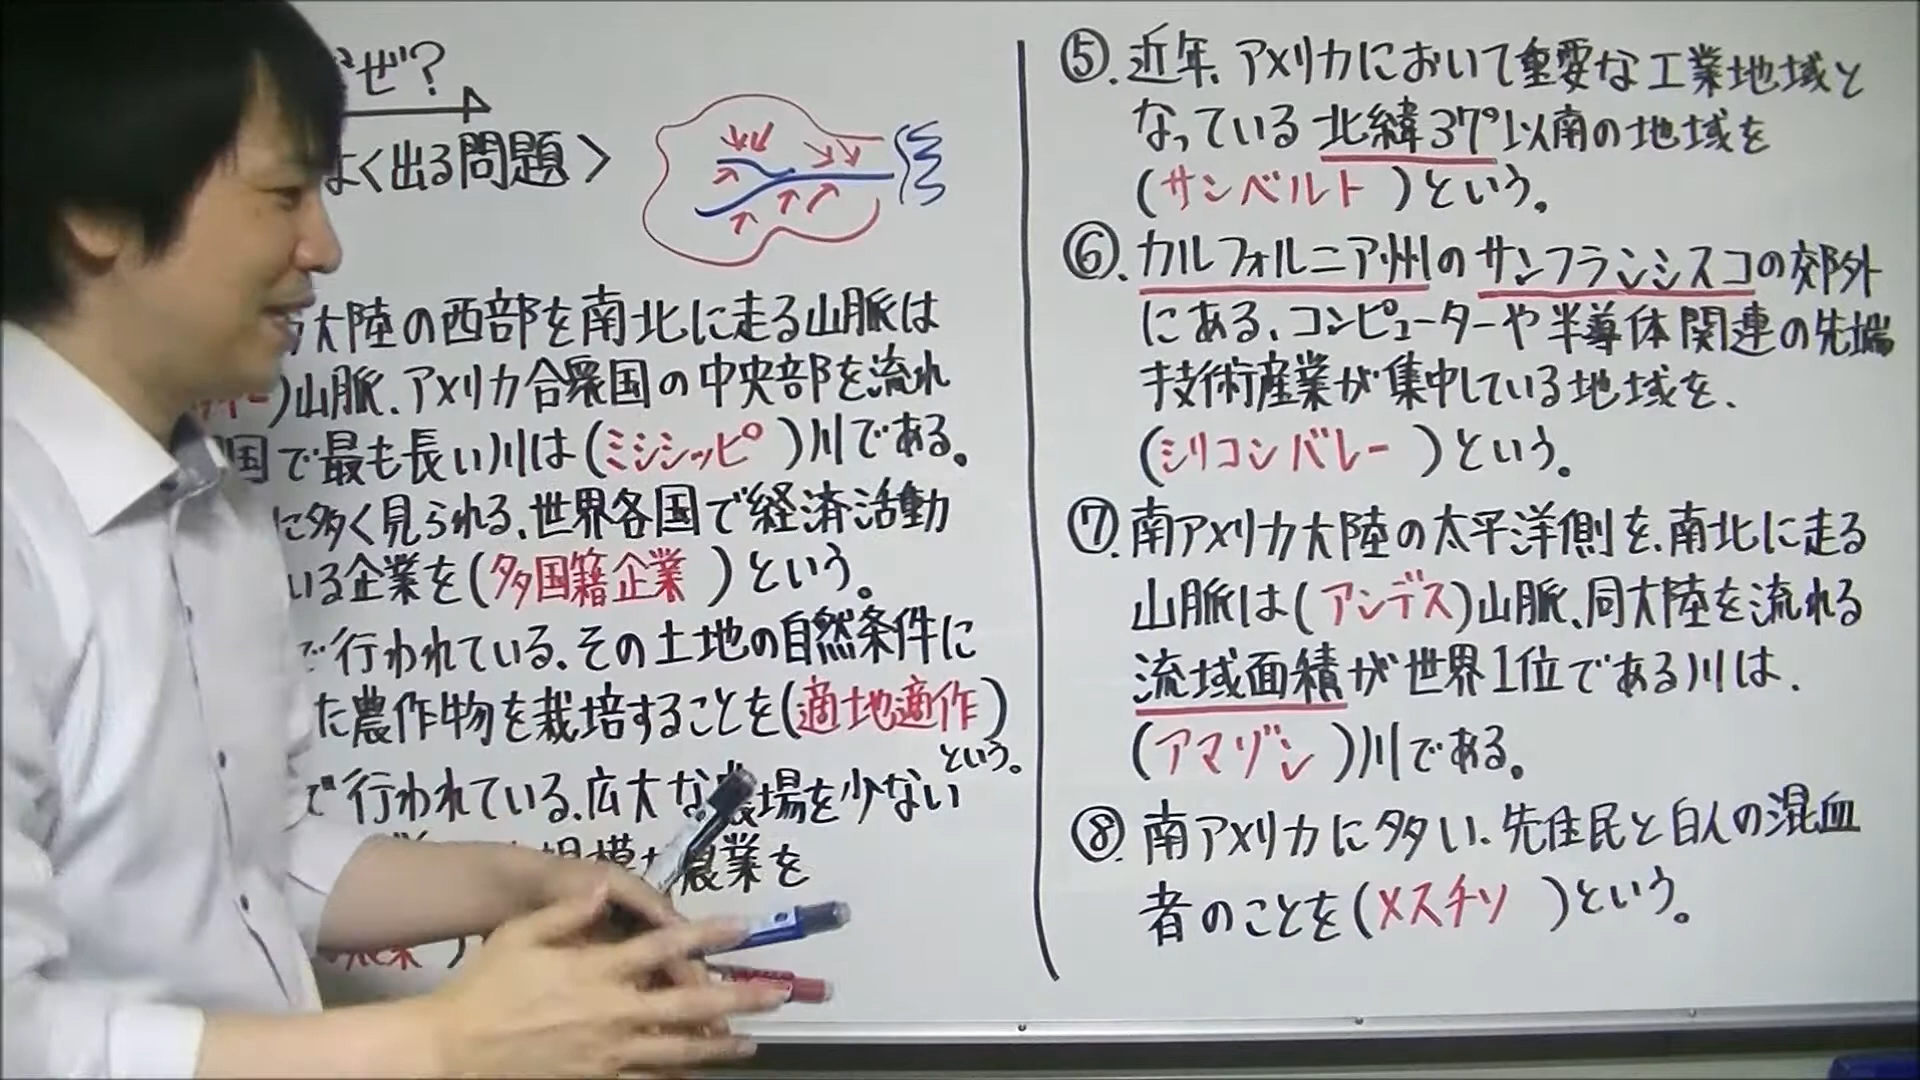 ぜ?
よく出る問題>
大陸の西部を南北に走る山脈は
)山脈、アメリカ合衆国の中央部を流れ
国で最も長い川は(ミシシッピ)川である。
に多く見られる、世界各国で経済活動
いる企業を(多国籍企業)という。
で行われている、その土地の自然条件に
た農作物を栽培することを(適地適作)
という。
で行われている、広大な農場を少ない
農業を
⑤.近年、アメリカにおいて重要な工業地域と
なっている北緯37°以南の地域を
(サンベルト)という。
⑥.カルフォルニア州のサンフランシスコの郊外
にある、コンピューターや半導体関連の先端
技術産業が集中している地域を、
(シリコンバレー)という。
⑦.南アメリカ大陸の太平洋側を、南北に走る
山脈は(アンデス)山脈、同大陸を流れる
流域面積が世界1位である川は、
(アマゾン)川である。
⑧.南アメリカに多い、先住民と白人の混血
者のことを(メスチソ)という。